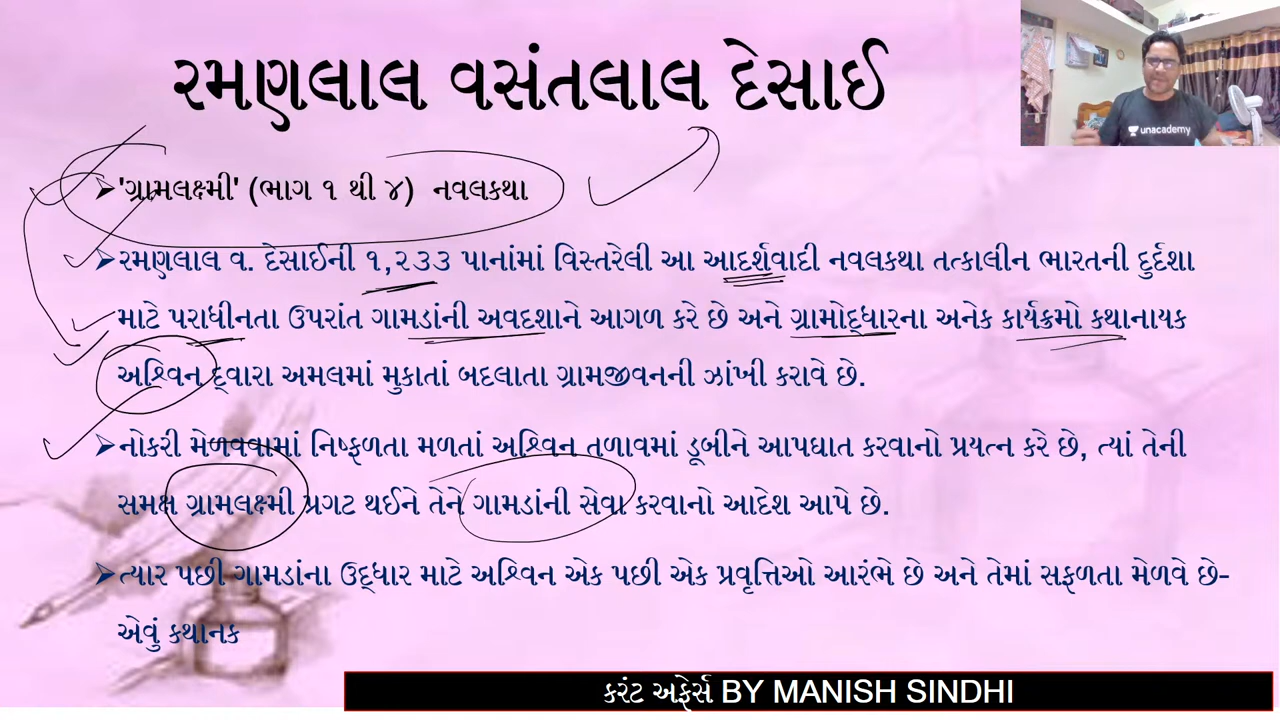 રમણલાલ વસંતલાલ દેસાઈ
unacademy
➢'ગ્રામલક્ષ્મી' (ભાગ ૧ થી ૪) નવલકથા
➢રમણલાલ વ. દેસાઈની ૧,૨૩૩ પાનાંમાં વિસ્તરેલી આ આદર્શવાદી નવલકથા તત્કાલીન ભારતની દુર્દશા
માટે પરાધીનતા ઉપરાંત ગામડાંની અવદશાને આગળ કરે છે અને ગ્રામોદ્ધારના અનેક કાર્યક્રમો કથાનાયક
અશ્વિન દ્વારા અમલમાં મુકાતાં બદલાતા ગ્રામજીવનની ઝાંખી કરાવે છે.
➢નોકરી મેળવવામાં નિષ્ફળતા મળતાં અશ્વિન તળાવમાં ડૂબીને આપઘાત કરવાનો પ્રયત્ન કરે છે, ત્યાં તેની
સમક્ષ ગ્રામલક્ષ્મી પ્રગટ થઈને તેને ગામડાંની સેવા કરવાનો આદેશ આપે છે.
➢ત્યાર પછી ગામડાંના ઉદ્ધાર માટે અશ્વિન એક પછી એક પ્રવૃત્તિઓ આરંભે છે અને તેમાં સફળતા મેળવે છે-
એવું કથાનક
કરંટ અફેર્સ BY MANISH SINDHI